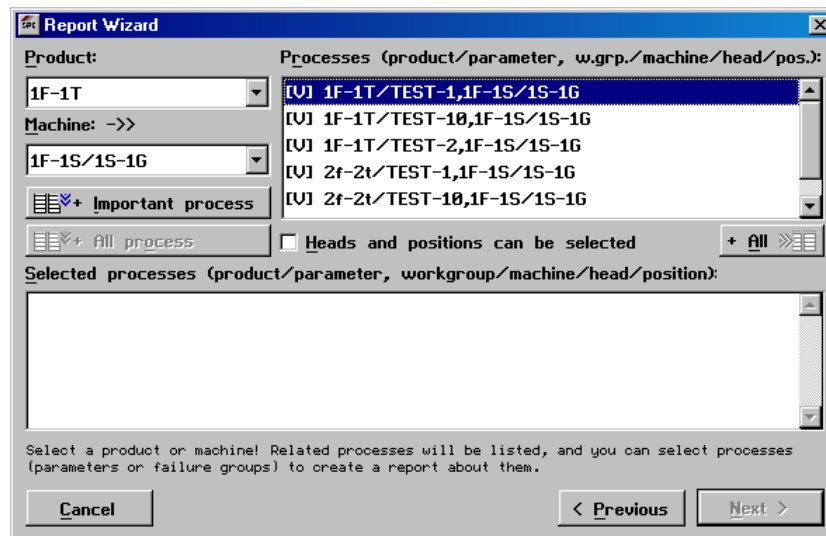 SPC Report Wizard
Product:
1F-1T
Machine: ->>
1F-1S/1S-1G
+ Important process
+ All process
Processes (product/parameter, w.grp./machine/head/pos.):
[V] 1F-1T/TEST-1,1F-1S/1S-1G
[V] 1F-1T/TEST-10,1F-1S/1S-1G
[V] 1F-1T/TEST-2,1F-1S/1S-1G
[V] 2f-2t/TEST-1,1F-1S/1S-1G
[V] 2f-2t/TEST-10,1F-1S/1S-1G
Heads and positions can be selected
+ All
Selected processes (product/parameter, workgroup/machine/head/position):
Select a product or machine! Related processes will be listed, and you can select processes
(parameters or failure groups) to create a report about them.
Cancel
< Previous
Next >